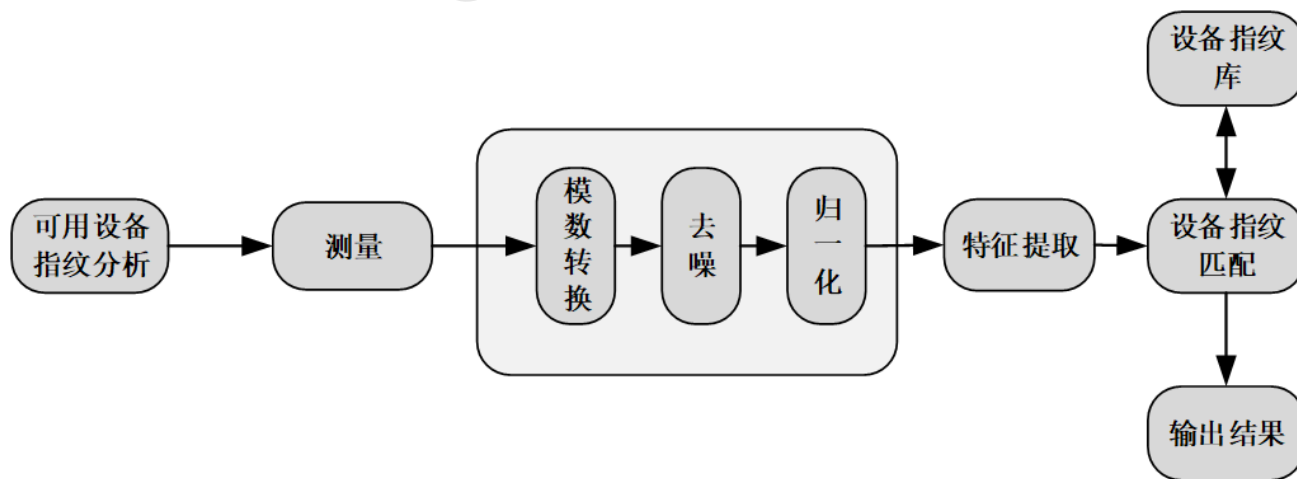 可用设备
指纹分析
测量
模
数
转
换
去
噪
归
一
化
特征提取
设备指纹
库
设备指纹
匹配
输出结果